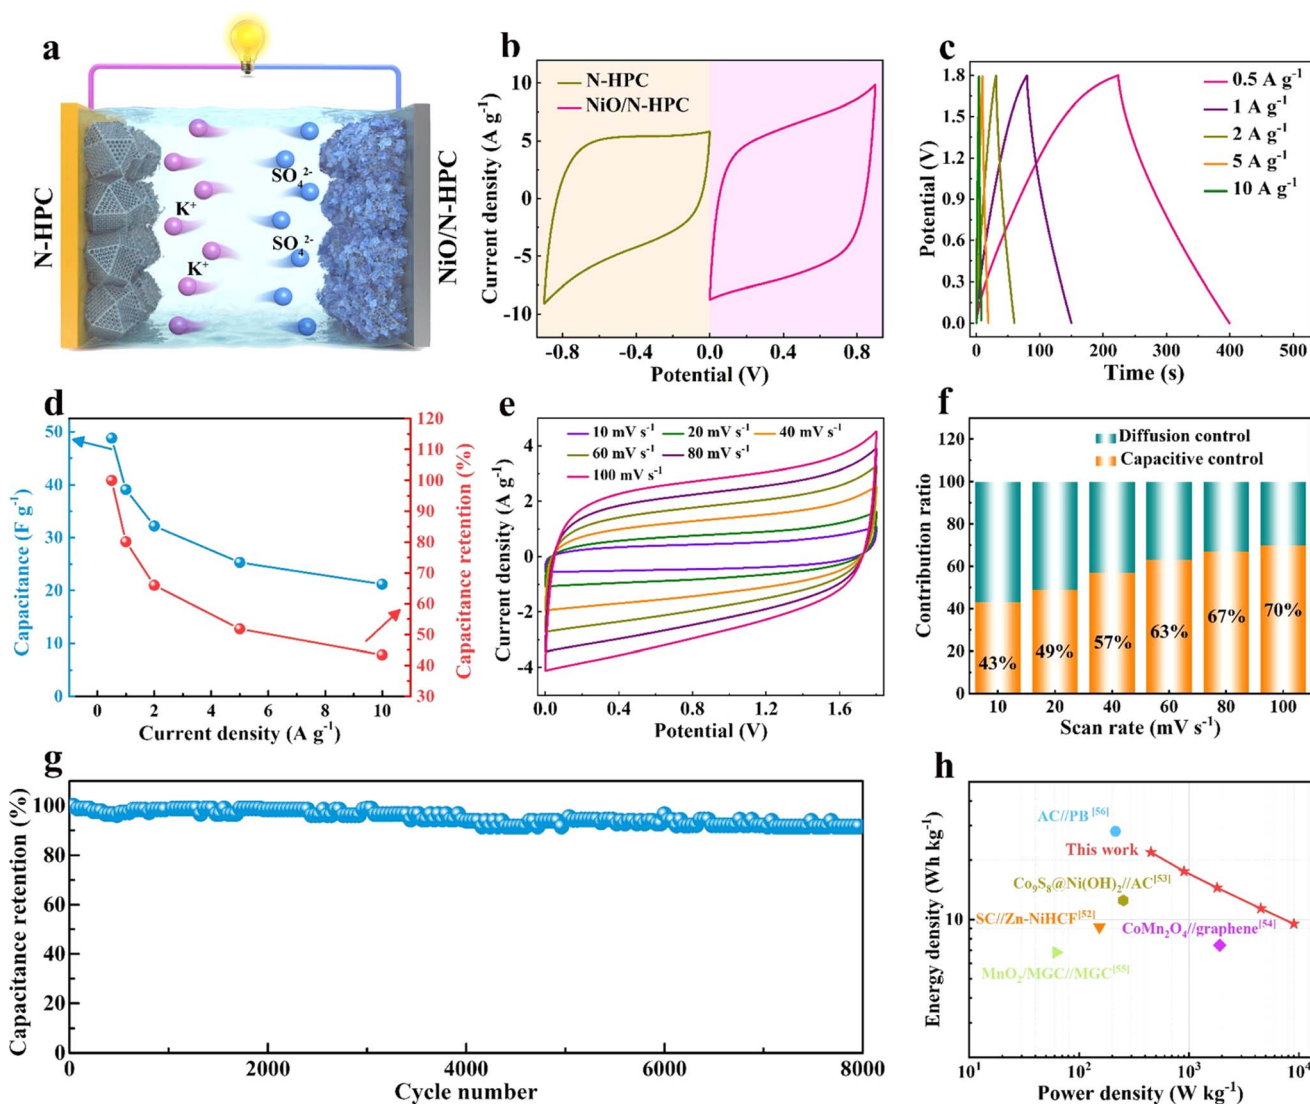 a
N-HPC
K⁺
K⁺
SO₄²⁻
SO₄²⁻
NiO/N-HPC
b
N-HPC
NiO/N-HPC
Current density (A g⁻¹)
10
5
0
-5
-10
-0.8
-0.4
0.0
0.4
0.8
Potential (V)
c
0.5 A g⁻¹
1 A g⁻¹
2 A g⁻¹
5 A g⁻¹
10 A g⁻¹
Potential (V)
1.8
1.5
1.2
0.9
0.6
0.3
0.0
0
100
200
300
400
500
Time (s)
d
Capacitance (F g⁻¹)
50
40
30
20
10
0
Capacitance retention (%)
120
110
100
90
80
70
60
50
40
30
0
2
4
6
8
10
Current density (A g⁻¹)
e
10 mV s⁻¹
20 mV s⁻¹
40 mV s⁻¹
60 mV s⁻¹
80 mV s⁻¹
100 mV s⁻¹
Current density (A g⁻¹)
4
2
0
-2
-4
0.0
0.6
1.2
1.8
Potential (V)
f
Diffusion control
Capacitive control
Contribution ratio
120
100
80
60
40
20
0
43%
49%
57%
63%
67%
70%
10
20
40
60
80
100
Scan rate (mV s⁻¹)
g
Capacitance retention (%)
100
80
60
40
20
0
0
2000
4000
6000
8000
Cycle number
h
Energy density (Wh kg⁻¹)
10
AC//PB[56]
This work
Co₉S₈@Ni(OH)₂//AC[53]
SC//Zn-NiHCF[52]
CoMn₂O₄//graphene[54]
MnO₂/MGC//MGC[55]
10¹
10²
10³
10⁴
Power density (W kg⁻¹)